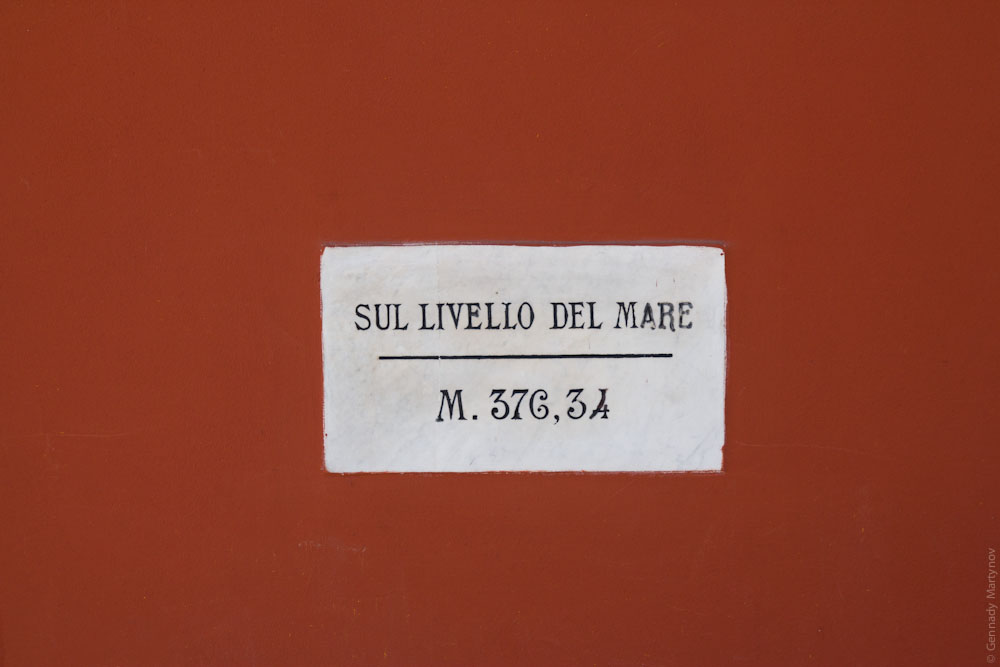 SUL LIVELLO DEL MARE
M. 376,34
© Gennady Martynov